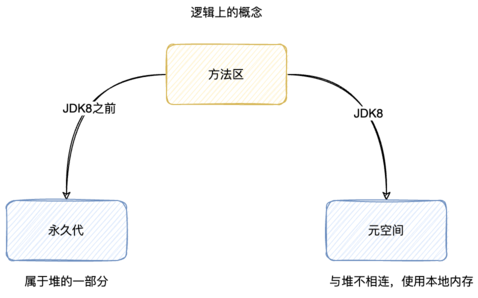 逻辑上的概念
方法区
JDK8之前
JDK8
永久代
元空间
属于堆的一部分
与堆不相连，使用本地内存